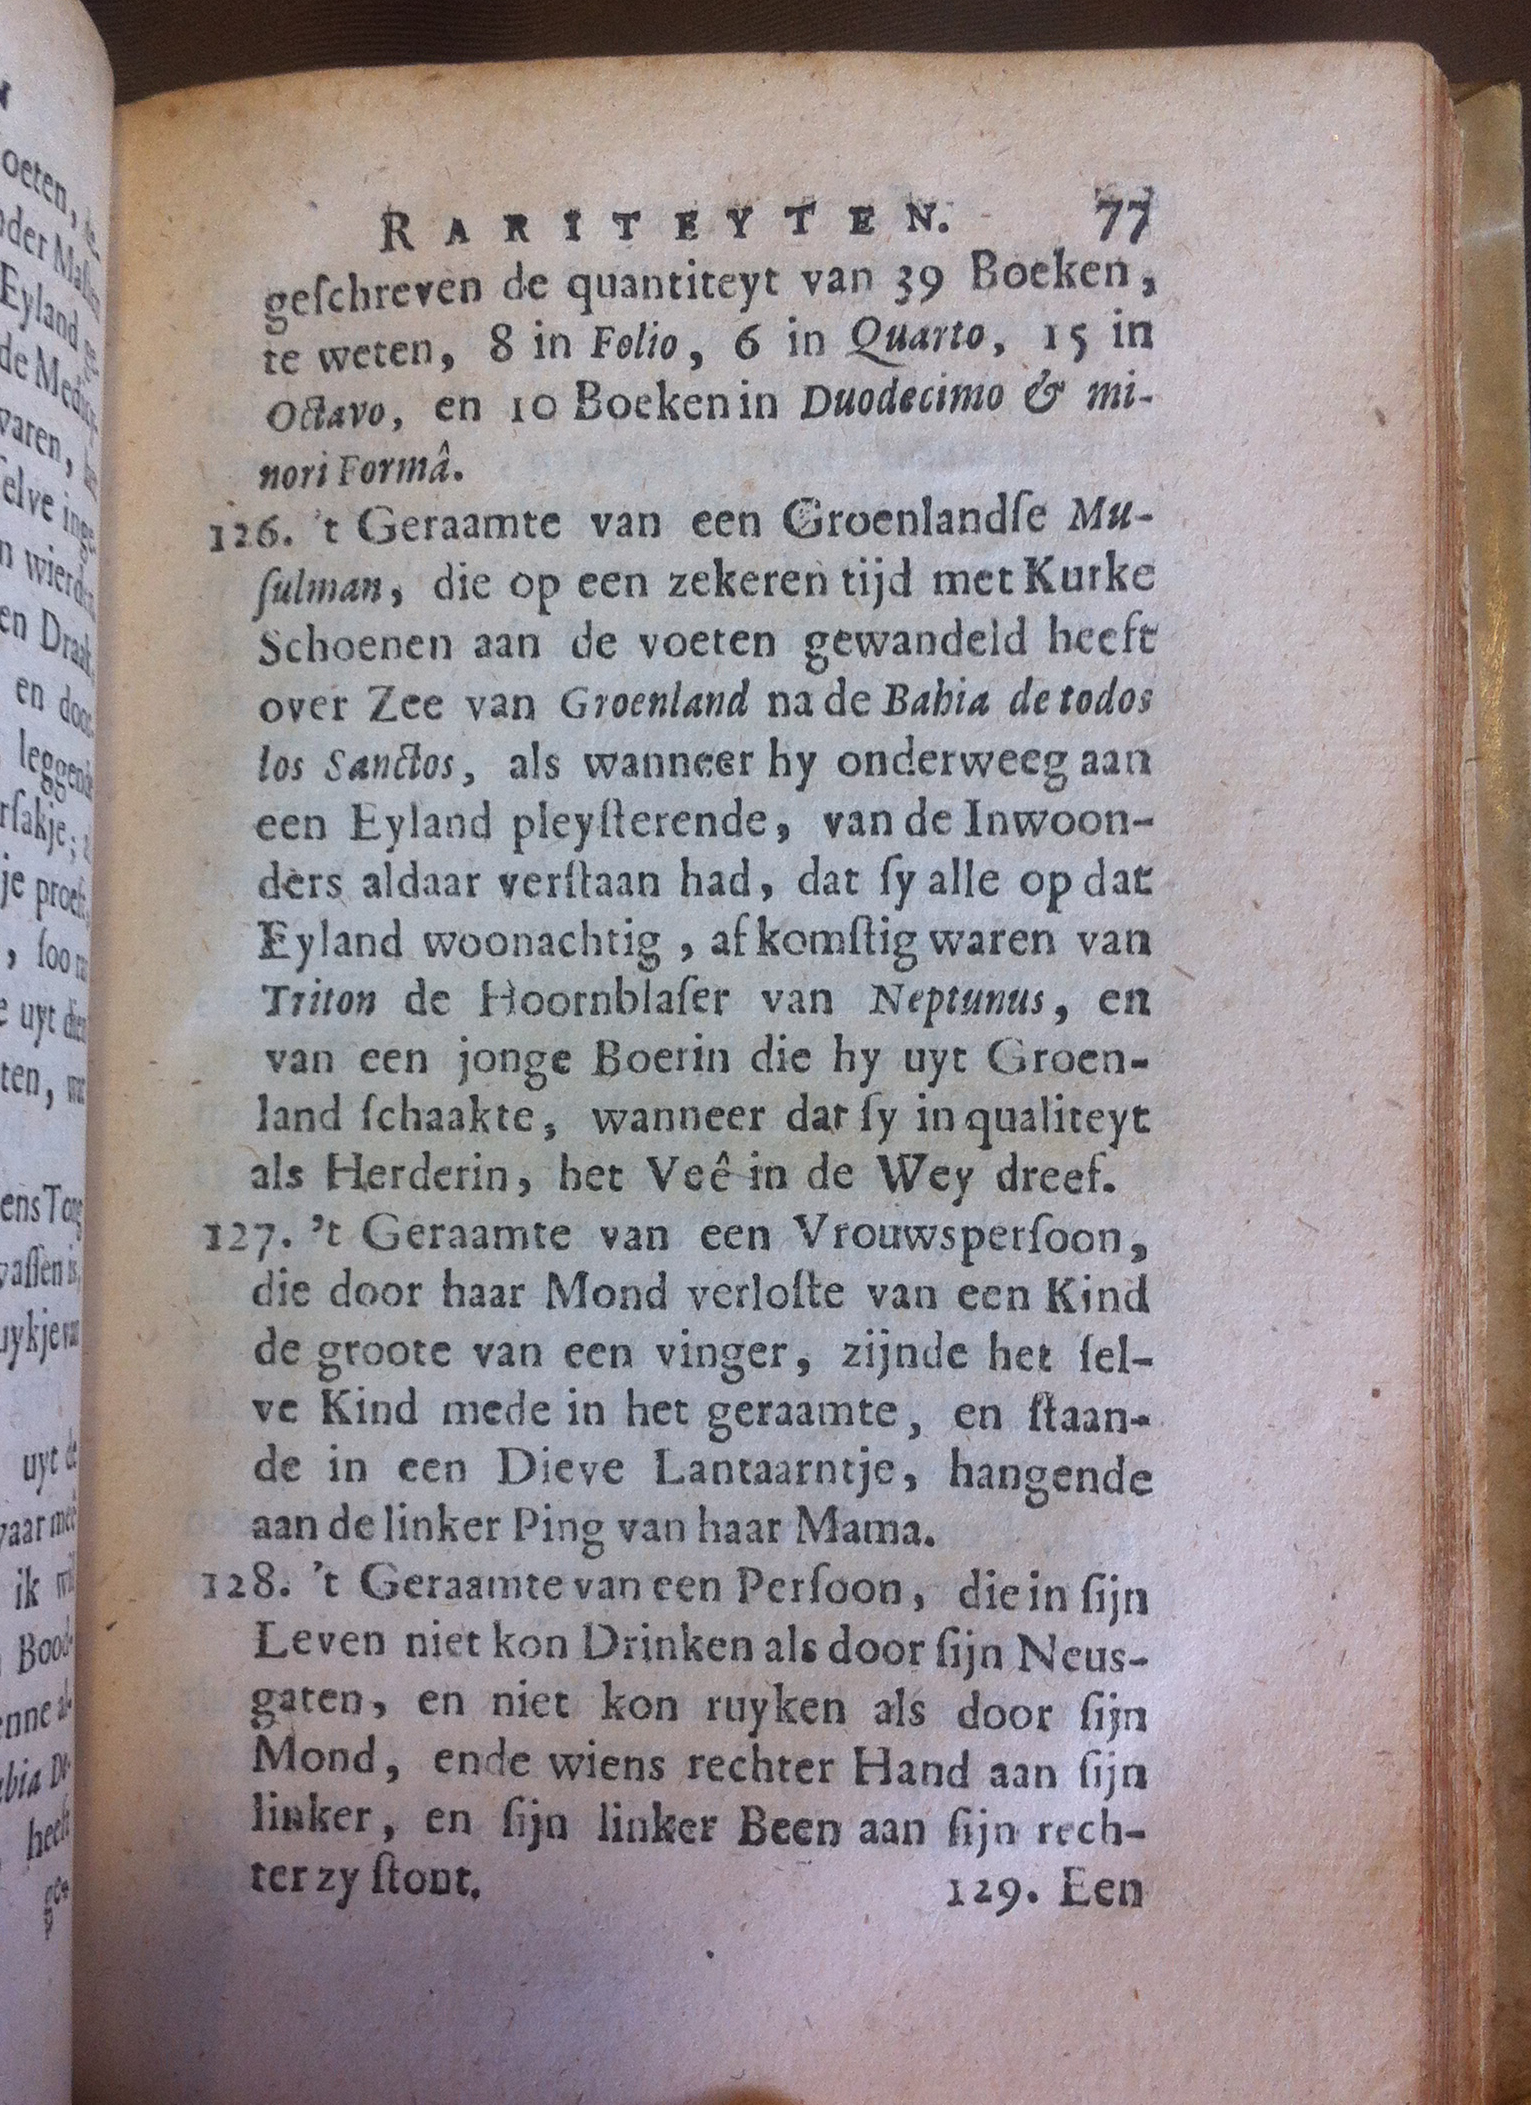 RARITEYTEN. 77
geſchreven de quantiteyt van 39 Boeken,
te weten, 8 in Folio, 6 in Quarto, 15 in
Octavo, en 10 Boeken in Duodecimo & mi-
nori Formâ.
126. 't Geraamte van een Groenlandſe Mu-
ſulman, die op een zekeren tijd met Kurke
Schoenen aan de voeten gewandeld heeft
over Zee van Groenland na de Bahia de todos
los Sanctos, als wanneer hy onderweeg aan
een Eyland pleyſterende, van de Inwoon-
ders aldaar verſtaan had, dat ſy alle op dat
Eyland woonachtig, afkomſtig waren van
Triton de Hoornblaſer van Neptunus, en
van een jonge Boerin die hy uyt Groen-
land ſchaakte, wanneer dat ſy in qualiteyt
als Herderin, het Veê in de Wey dreef.
127. 't Geraamte van een Vrouwsperſoon,
die door haar Mond verloſte van een Kind
de groote van een vinger, zijnde het ſel-
ve Kind mede in het geraamte, en ſtaan-
de in een Dieve Lantaarntje, hangende
aan de linker Ping van haar Mama.
128. 't Geraamte van een Perſoon, die in ſijn
Leven niet kon Drinken als door ſijn Neus-
gaten, en niet kon ruyken als door ſijn
Mond, ende wiens rechter Hand aan ſijn
linker, en ſijn linker Been aan ſijn rech-
ter zy ſtont.
129. Een